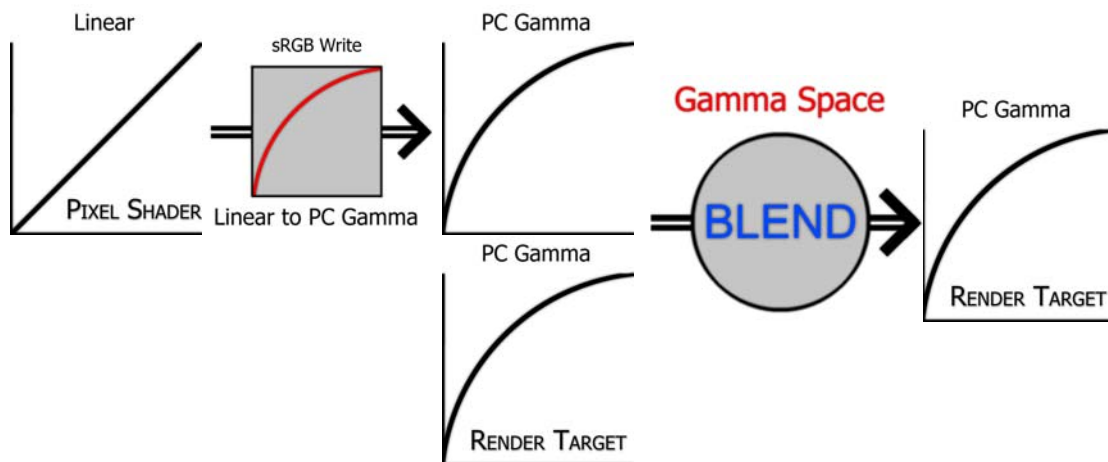 Linear
PIXEL SHADER
sRGB Write
Linear to PC Gamma
PC Gamma
PC Gamma
RENDER TARGET
Gamma Space
BLEND
PC Gamma
RENDER TARGET